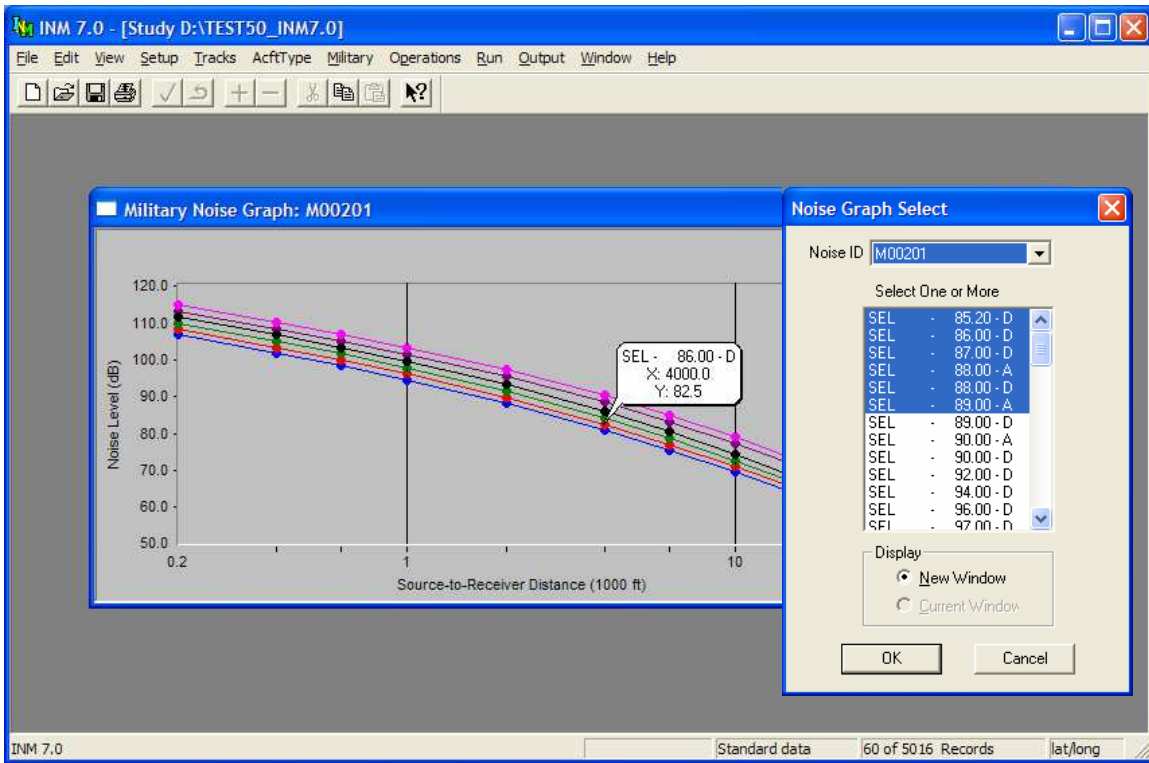 INM 7.0 - [Study D:\TEST50_INM7.0]
File Edit View Setup Tracks AcftType Military Operations Run Output Window Help
Military Noise Graph: M00201
Noise Level (dB)
120.0
110.0
100.0
90.0
80.0
70.0
60.0
50.0
0.2 1 10
Source-to-Receiver Distance (1000 ft)
SEL - 86.00 - D
X: 4000.0
Y: 82.5
Noise Graph Select
Noise ID M00201
Select One or More
SEL - 85.20 - D
SEL - 86.00 - D
SEL - 87.00 - D
SEL - 88.00 - A
SEL - 88.00 - D
SEL - 89.00 - A
SEL - 89.00 - D
SEL - 90.00 - A
SEL - 90.00 - D
SEL - 92.00 - D
SEL - 94.00 - D
SEL - 96.00 - D
SEL - 97.00 - D
Display
New Window
Current Window
OK Cancel
INM 7.0 Standard data 60 of 5016 Records lat/long